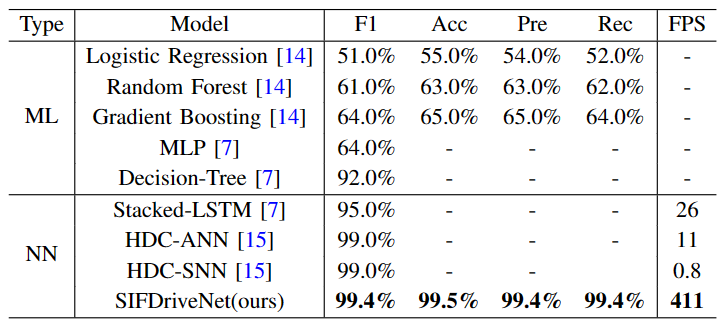 Type Model F1 Acc Pre Rec FPS
Logistic Regression [14] 51.0% 55.0% 54.0% 52.0% -
Random Forest [14] 61.0% 63.0% 63.0% 62.0% -
ML Gradient Boosting [14] 64.0% 65.0% 65.0% 64.0% -
MLP [7] 64.0% - - - -
Decision-Tree [7] 92.0% - - - -
Stacked-LSTM [7] 95.0% - - - 26
NN HDC-ANN [15] 99.0% - - - 11
HDC-SNN [15] 99.0% - - - 0.8
SIFDriveNet(ours) 99.4% 99.5% 99.4% 99.4% 411